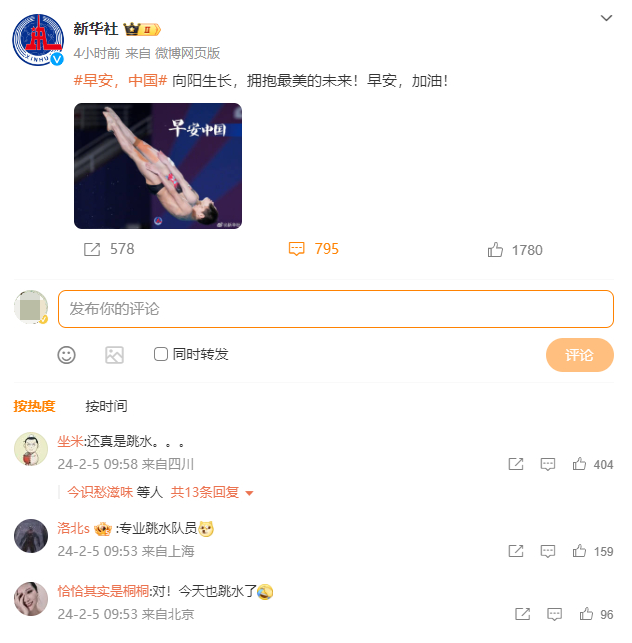 新华社
4小时前 来自 微博网页版
#早安，中国# 向阳生长，拥抱最美的未来！早安，加油！
早安中国
578
795
1780
发布你的评论
同时转发
评论
按热度 按时间
坐米:还真是跳水。。。
24-2-5 09:58 来自四川
404
今识愁滋味 等人 共13条回复
洛北s :专业跳水队员
24-2-5 09:53 来自上海
159
恰恰其实是桐桐:对！今天也跳水了
24-2-5 09:53 来自北京
96